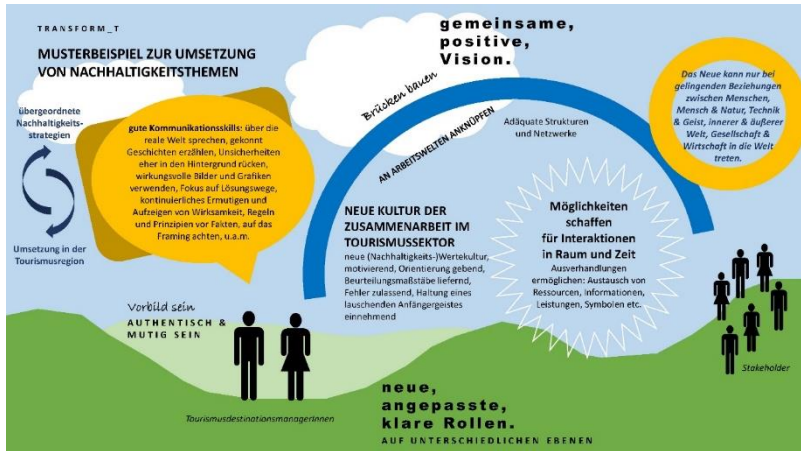 TRANSFORM_T
MUSTERBEISPIEL ZUR UMSETZUNG
VON NACHHALTIGKEITSTHEMEN
übergeordnete
Nachhaltigkeits-
strategien
Umsetzung in der
Tourismusregion
gute Kommunikationsskills: über die
reale Welt sprechen, gekonnt
Geschichten erzählen, Unsicherheiten
eher in den Hintergrund rücken,
wirkungsvolle Bilder und Grafiken
verwenden, Fokus auf Lösungswege,
kontinuierliches Ermutigen und
Aufzeigen von Wirksamkeit, Regeln
und Prinzipien vor Fakten, auf das
Framing achten, u.a.m.
Vorbild sein
AUTHENTISCH &
MUTIG SEIN
TourismusdestinationsmanagerInnen
gemeinsame,
positive,
Vision.
Brücken bauen
AN ARBEITSWELTEN ANKNÜPFEN
Adäquate Strukturen
und Netzwerke
NEUE KULTUR DER
ZUSAMMENARBEIT IM
TOURISMUSSEKTOR
neue (Nachhaltigkeits-)Wertekultur,
motivierend, Orientierung gebend,
Beurteilungsmaßstäbe liefernd,
Fehler zulassend, Haltung eines
lauschenden Anfängergeistes
einnehmend
Möglichkeiten
schaffen
für Interaktionen
in Raum und Zeit
Ausverhandlungen
ermöglichen: Austausch von
Ressourcen, Informationen,
Leistungen, Symbolen etc.
Das Neue kann nur bei
gelingenden Beziehungen
zwischen Menschen,
Mensch & Natur, Technik
& Geist, innerer & äußerer
Welt, Gesellschaft &
Wirtschaft in die Welt
treten.
Stakeholder
neue,
angepasste,
klare Rollen.
AUF UNTERSCHIEDLICHEN EBENEN